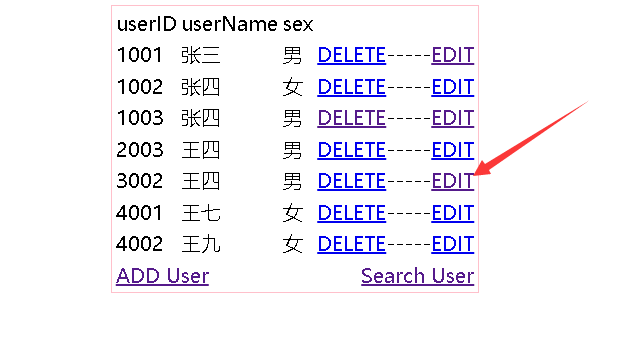 userID userName sex
1001 张三 男 DELETE-----EDIT
1002 张四 女 DELETE-----EDIT
1003 张四 男 DELETE-----EDIT
2003 王四 男 DELETE-----EDIT
3002 王四 男 DELETE-----EDIT
4001 王七 女 DELETE-----EDIT
4002 王九 女 DELETE-----EDIT
ADD User Search User